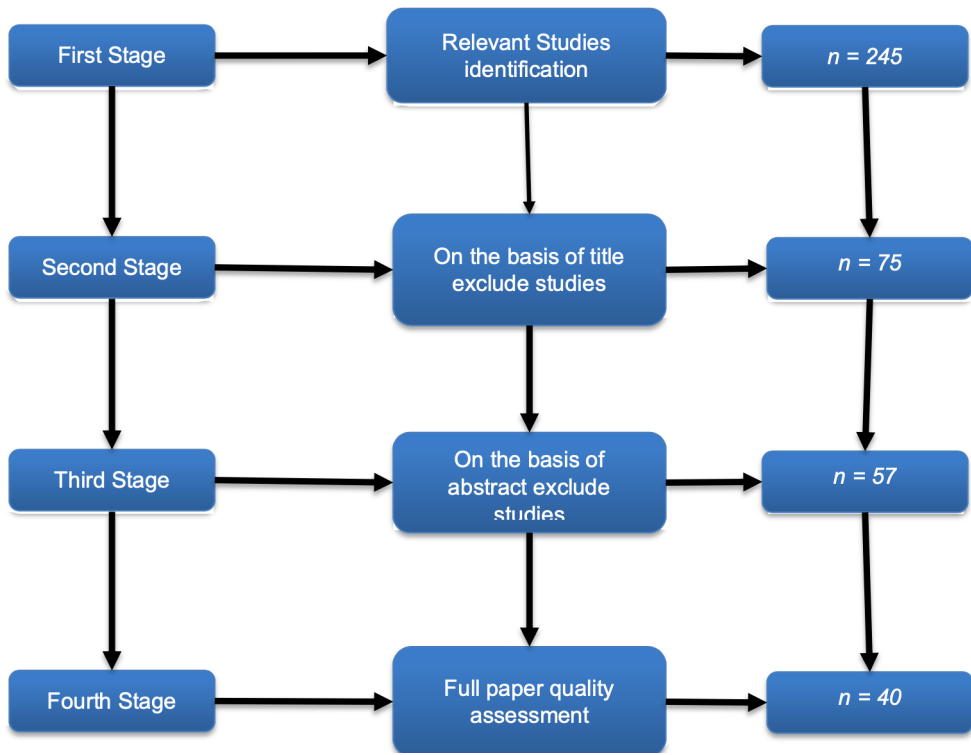 First Stage
Relevant Studies
identification
n = 245
Second Stage
On the basis of title
exclude studies
n = 75
Third Stage
On the basis of
abstract exclude
studies
n = 57
Fourth Stage
Full paper quality
assessment
n = 40